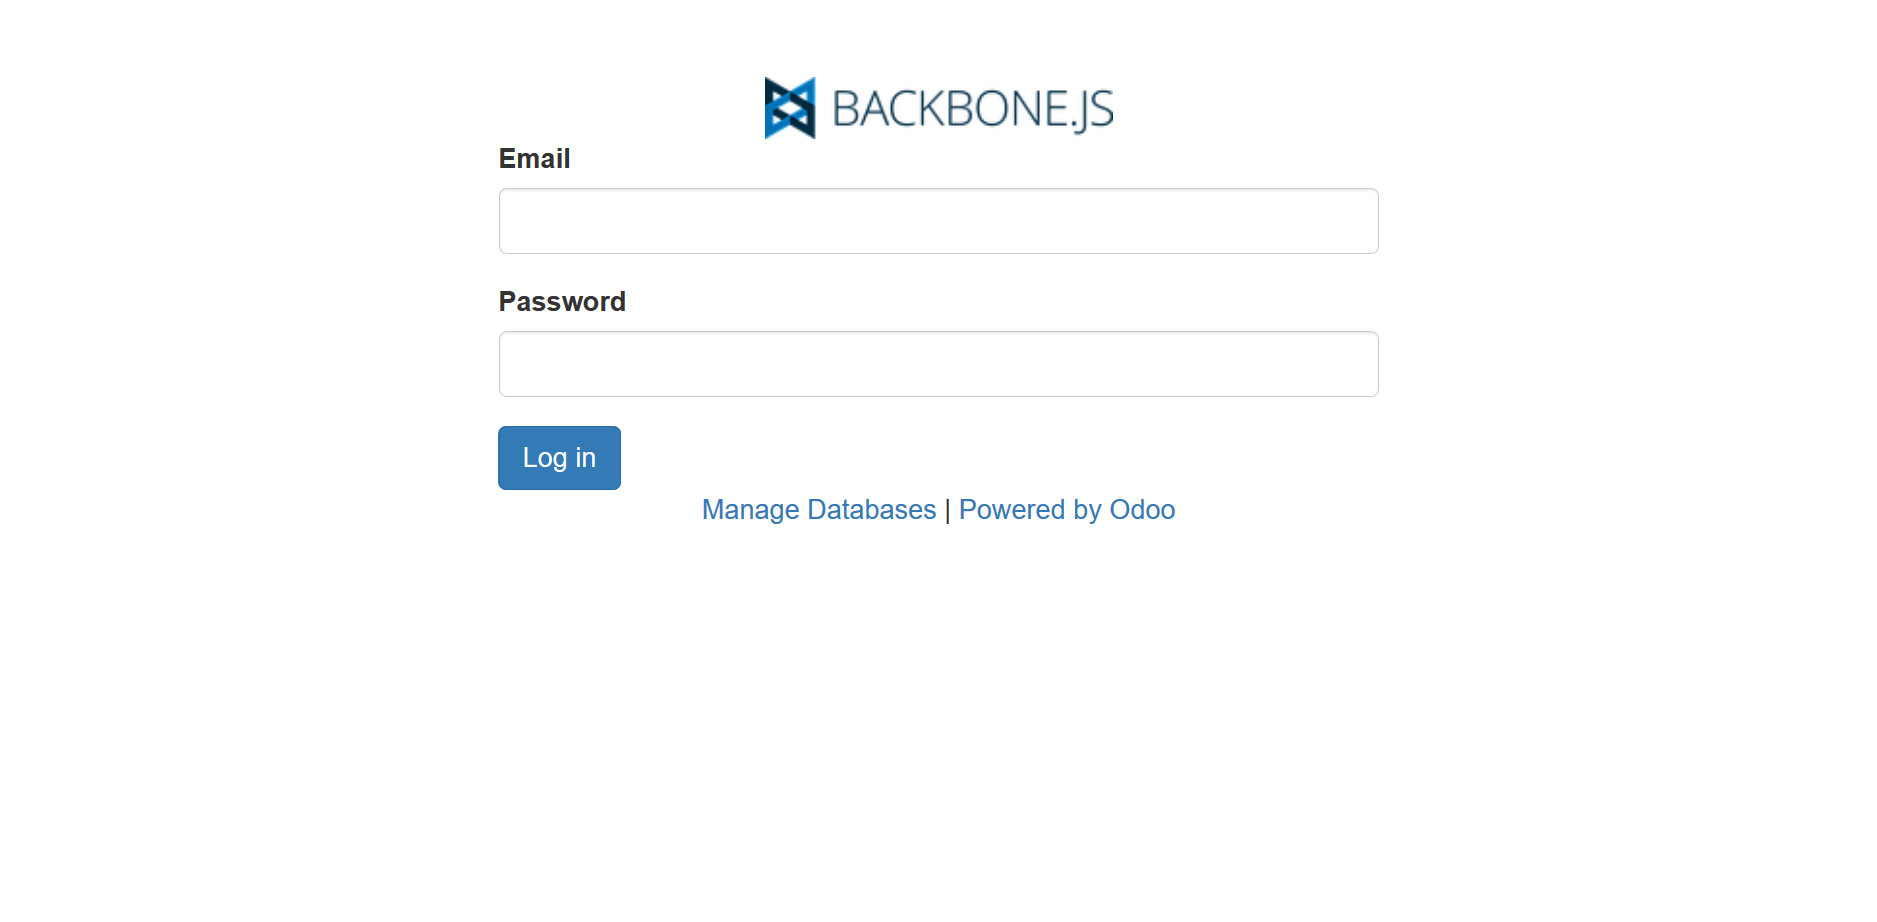 BACKBONE.JS
Email
Password
Log in
Manage Databases | Powered by Odoo